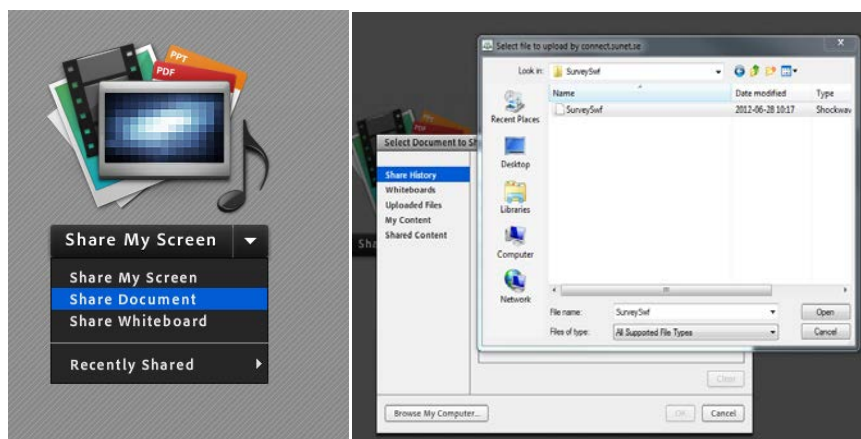 PPT
PDF
Share My Screen
Share My Screen
Share Document
Share Whiteboard
Recently Shared
Select file to upload by connect.sunet.se
Look in:
SurveySwf
Name
Date modified
Type
SurveySwf
2012-06-28 10:17
Shockwav
Recent Places
Desktop
Libraries
Computer
Network
File name:
SurveySwf
Open
Files of type:
All Supported File Types
Cancel
Select Document to Sh
Share History
Whiteboards
Uploaded Files
My Content
Shared Content
Sha
Clear
Browse My Computer...
OK
Cancel